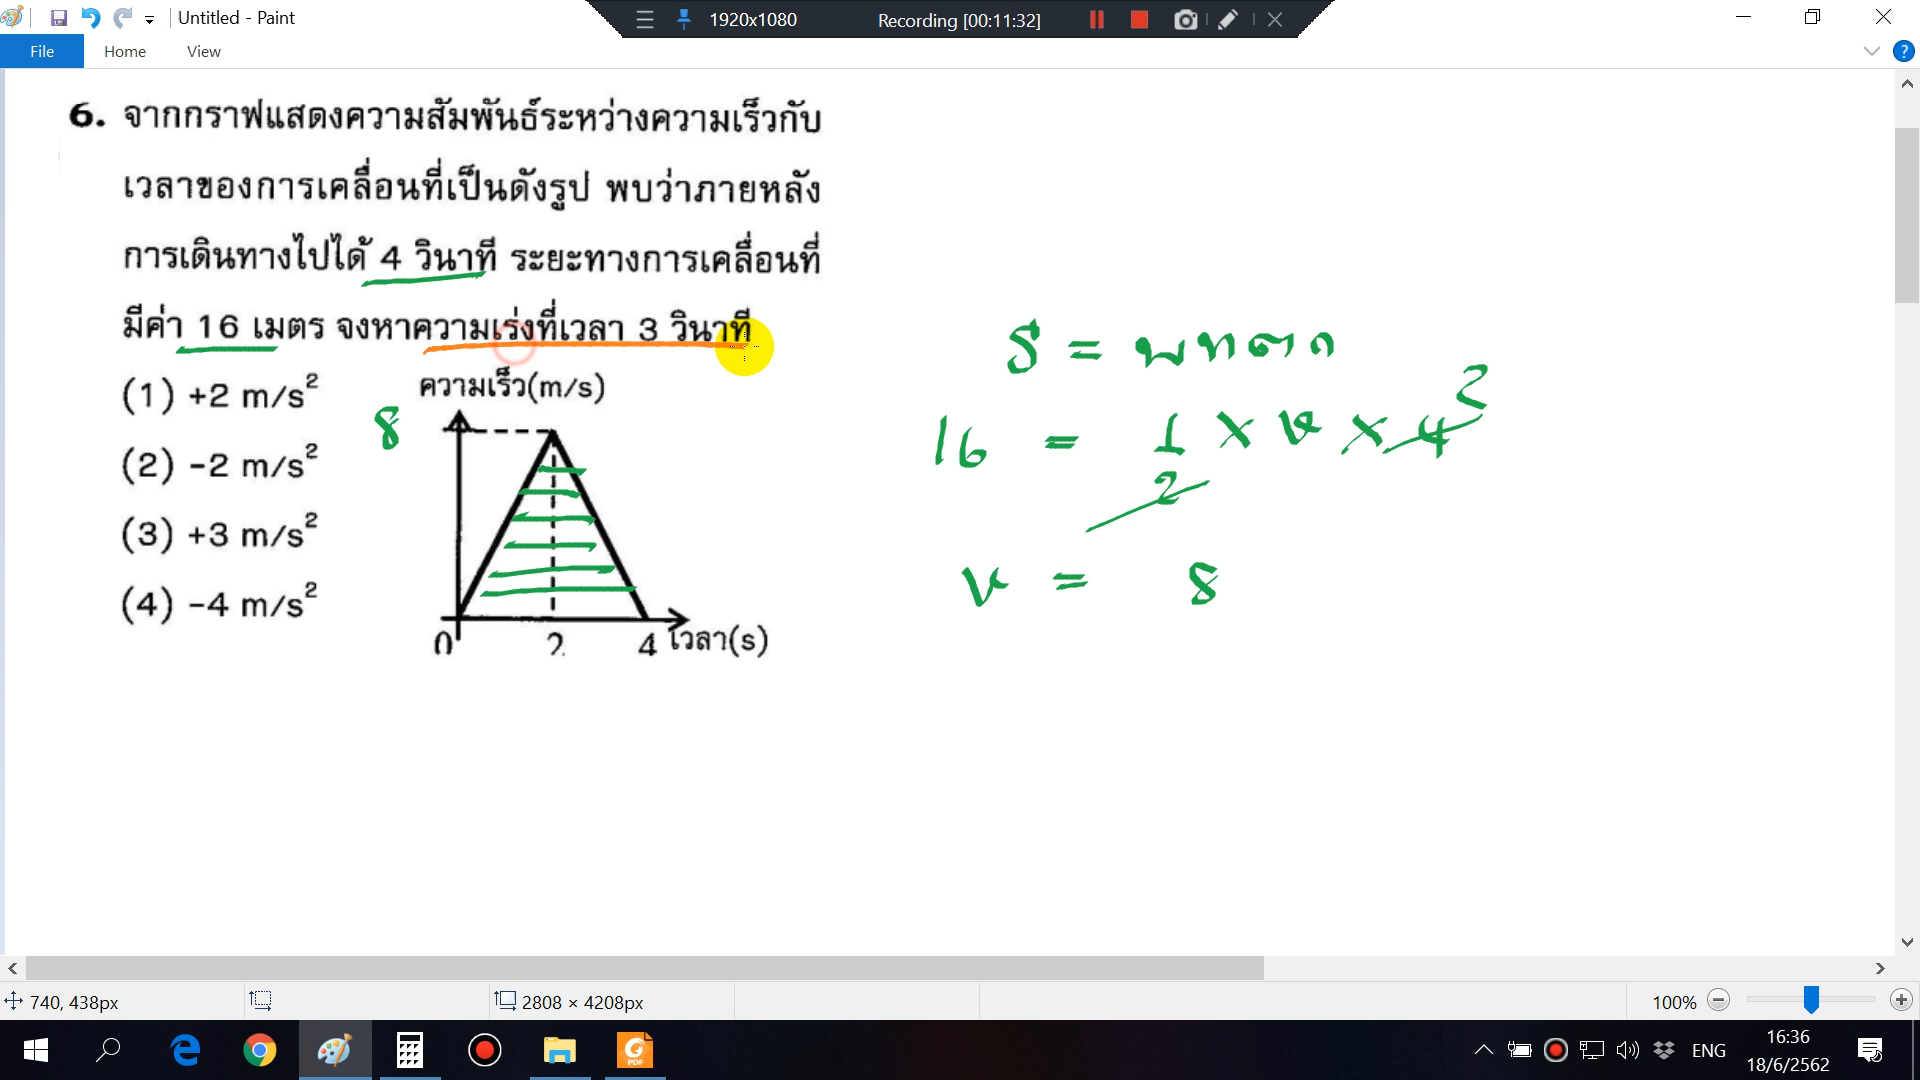 Untitled - Paint
1920x1080
Recording [00:11:32]
File
Home
View
6. จากกราฟแสดงความสัมพันธ์ระหว่างความเร็วกับ
เวลาของการเคลื่อนที่เป็นดังรูป พบว่าภายหลัง
การเดินทางไปได้ 4 วินาที ระยะทางการเคลื่อนที่
มีค่า 16 เมตร จงหาความเร่งที่เวลา 3 วินาที
(1) +2 m/s²
(2) -2 m/s²
(3) +3 m/s²
(4) -4 m/s²
ความเร็ว(m/s)
8
0 2 4 เวลา(s)
S = พทตก
16 = 1/2 x v x 4 2
v = 8
740, 438px
2808 × 4208px
100%
ENG
16:36
18/6/2562